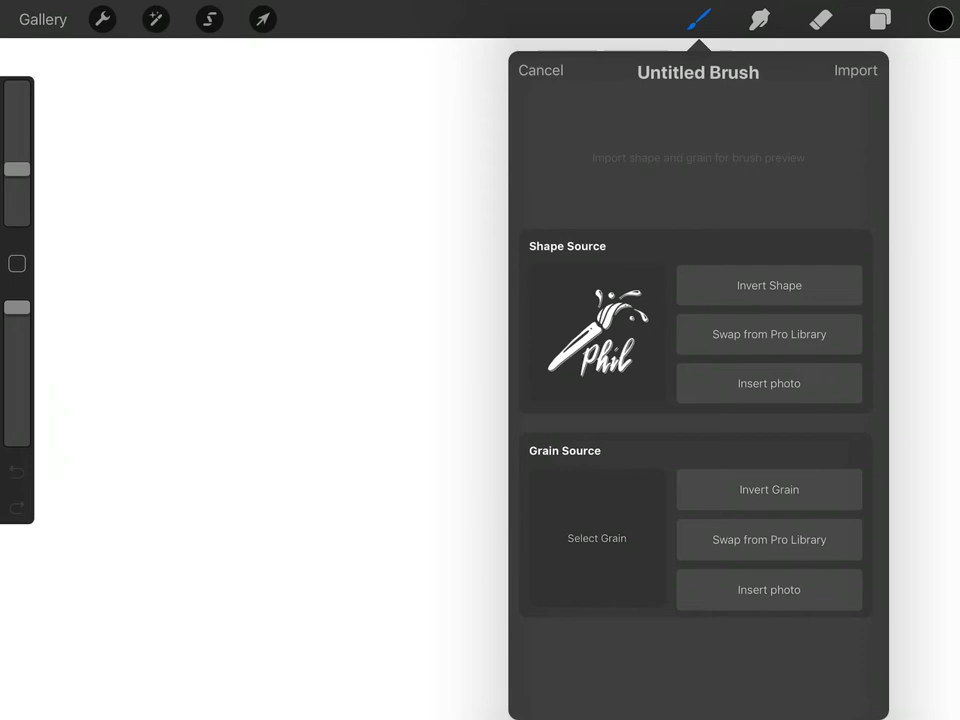 Gallery
Cancel
Untitled Brush
Import
Import shape and grain for brush preview
Shape Source
Phil
Invert Shape
Swap from Pro Library
Insert photo
Grain Source
Select Grain
Invert Grain
Swap from Pro Library
Insert photo